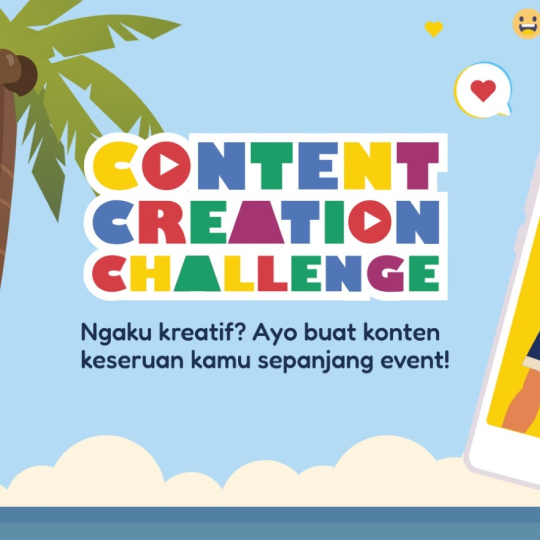 CONTENT
CREATION
CHALLENGE
Ngaku kreatif? Ayo buat konten
keseruan kamu sepanjang event!